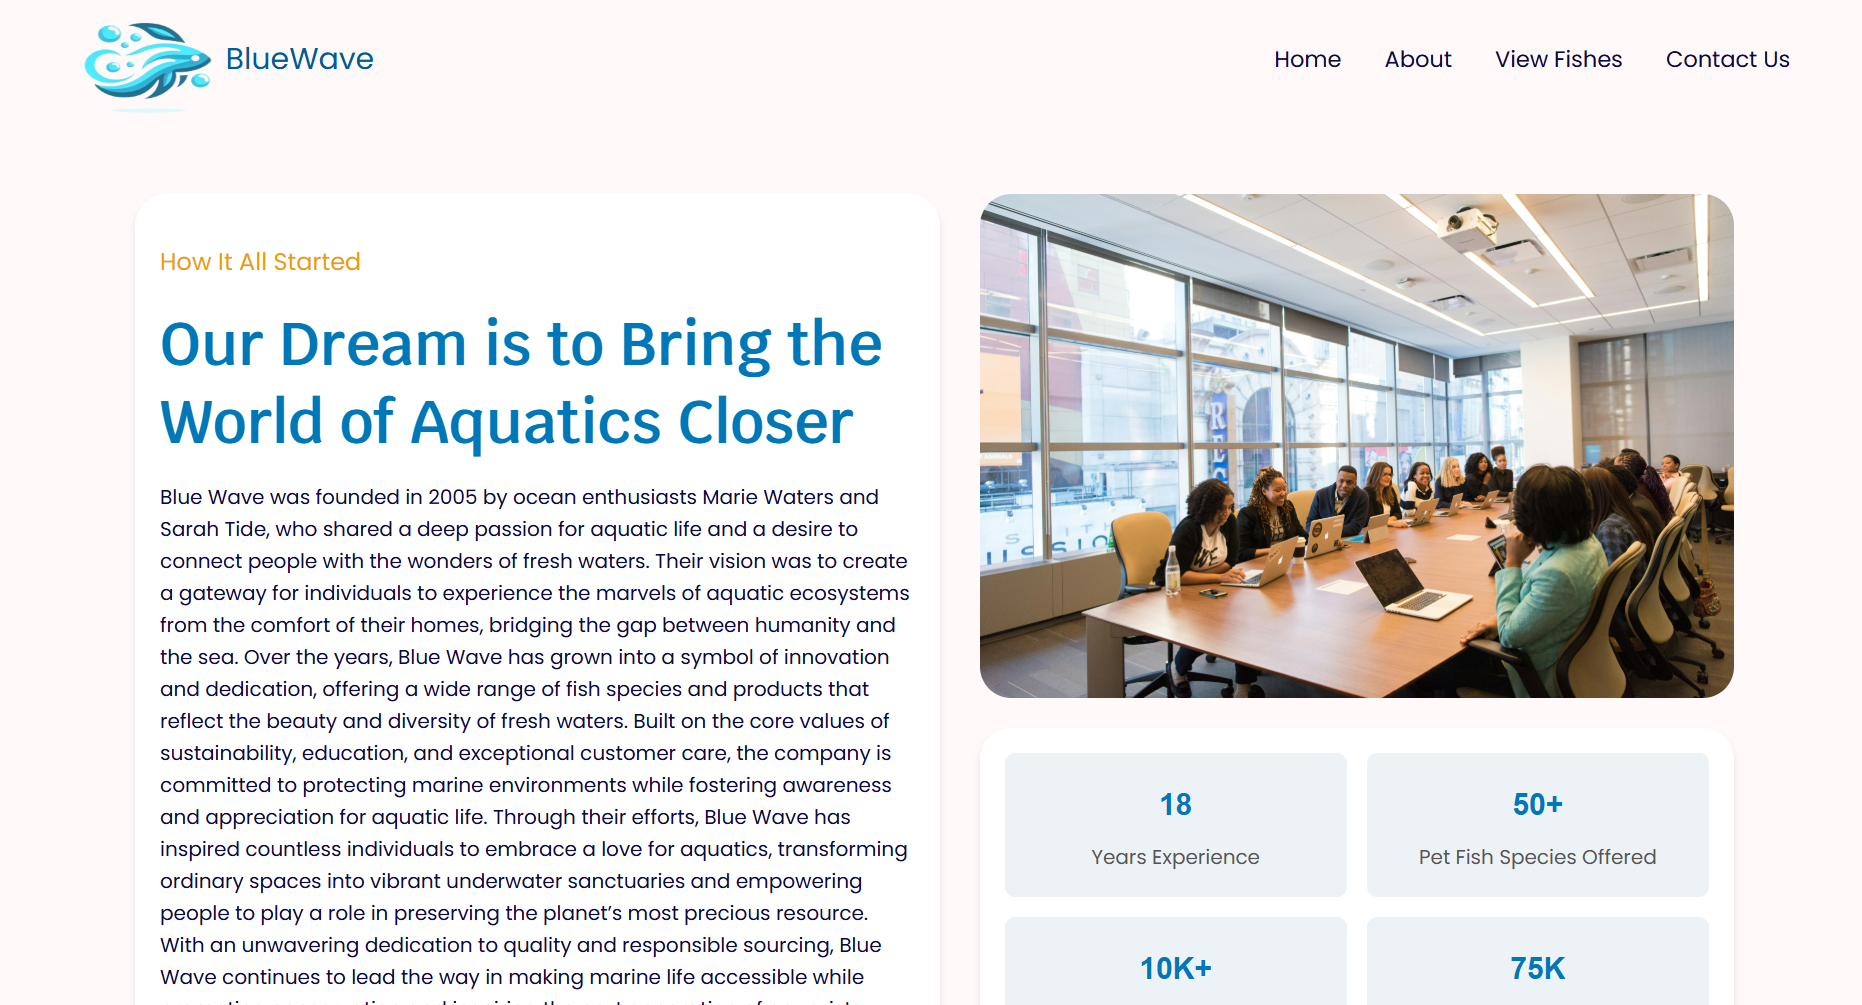 BlueWave
Home
About
View Fishes
Contact Us
How It All Started
Our Dream is to Bring the
World of Aquatics Closer
Blue Wave was founded in 2005 by ocean enthusiasts Marie Waters and
Sarah Tide, who shared a deep passion for aquatic life and a desire to
connect people with the wonders of fresh waters. Their vision was to create
a gateway for individuals to experience the marvels of aquatic ecosystems
from the comfort of their homes, bridging the gap between humanity and
the sea. Over the years, Blue Wave has grown into a symbol of innovation
and dedication, offering a wide range of fish species and products that
reflect the beauty and diversity of fresh waters. Built on the core values of
sustainability, education, and exceptional customer care, the company is
committed to protecting marine environments while fostering awareness
and appreciation for aquatic life. Through their efforts, Blue Wave has
inspired countless individuals to embrace a love for aquatics, transforming
ordinary spaces into vibrant underwater sanctuaries and empowering
people to play a role in preserving the planet’s most precious resource.
With an unwavering dedication to quality and responsible sourcing, Blue
Wave continues to lead the way in making marine life accessible while
18
Years Experience
50+
Pet Fish Species Offered
10K+
75K